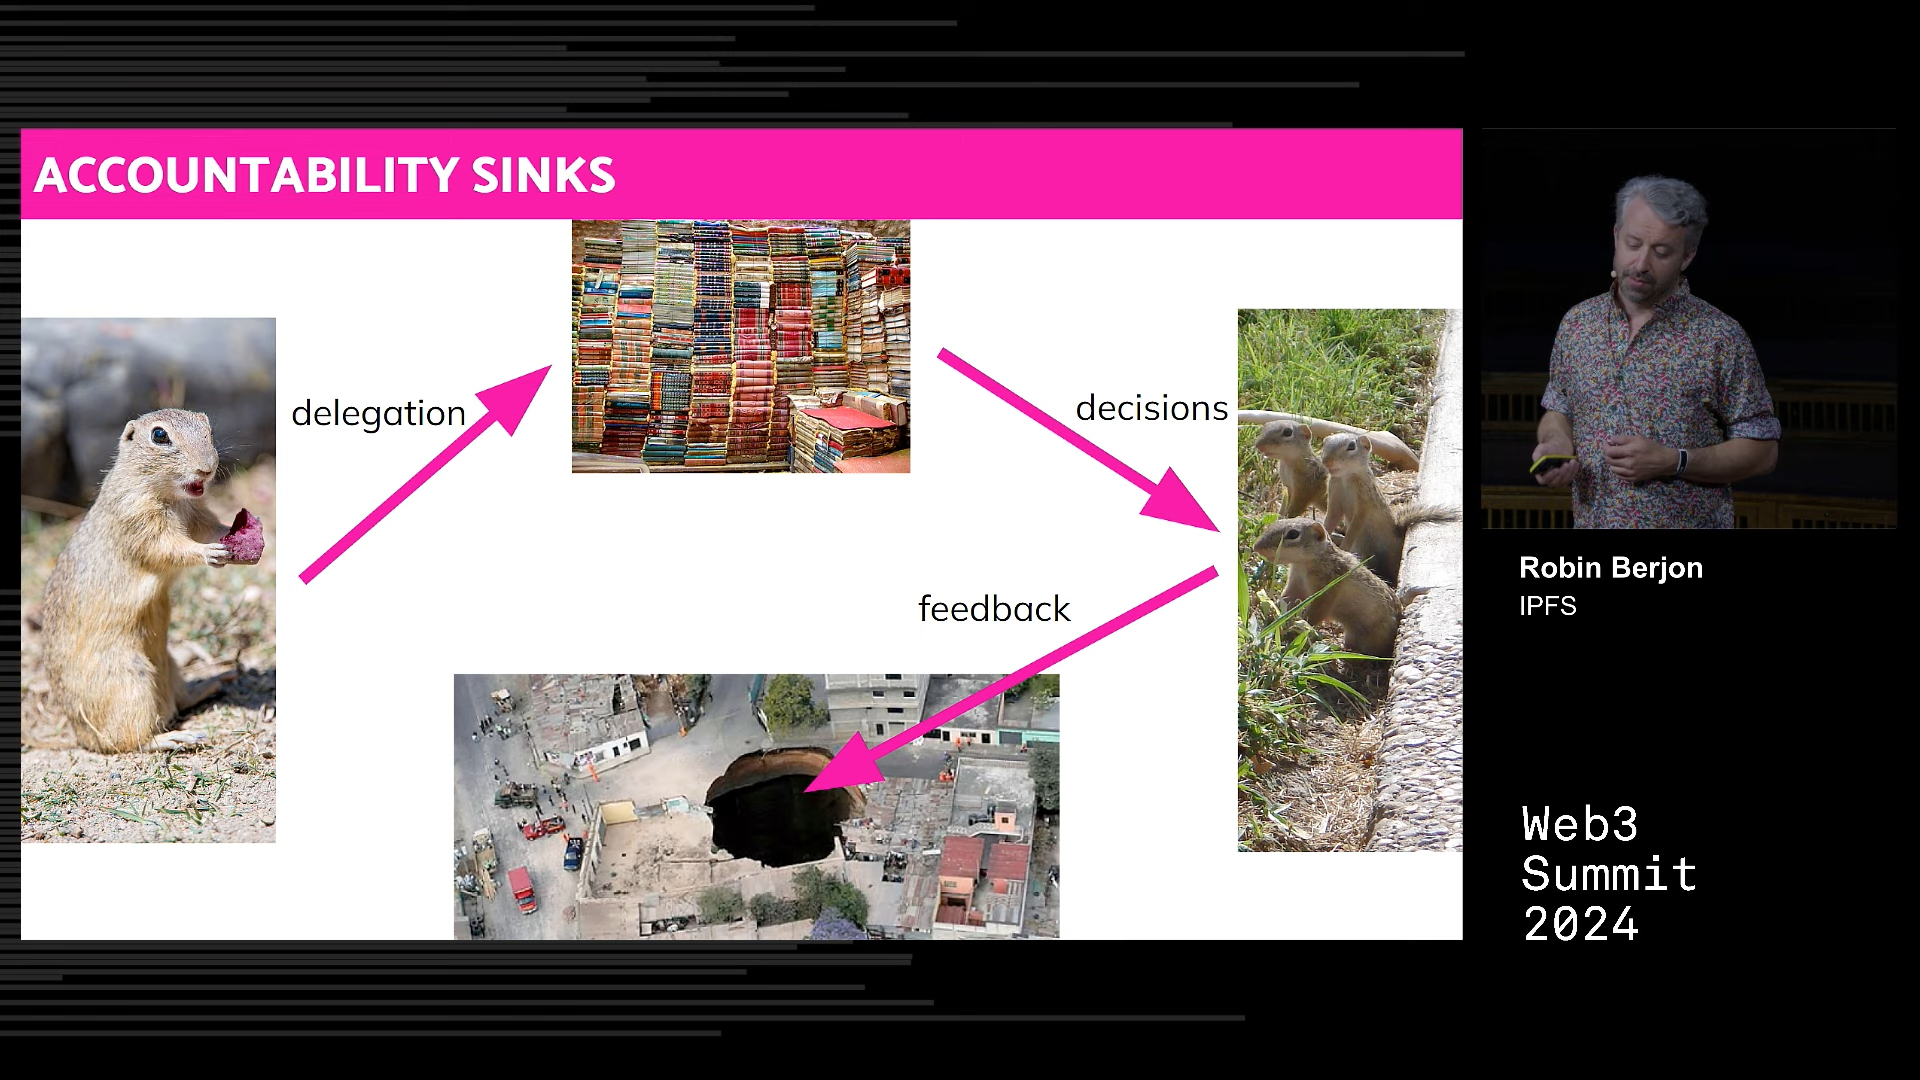 ACCOUNTABILITY SINKS
delegation
decisions
feedback
Robin Berjon
IPFS
Web3
Summit
2024